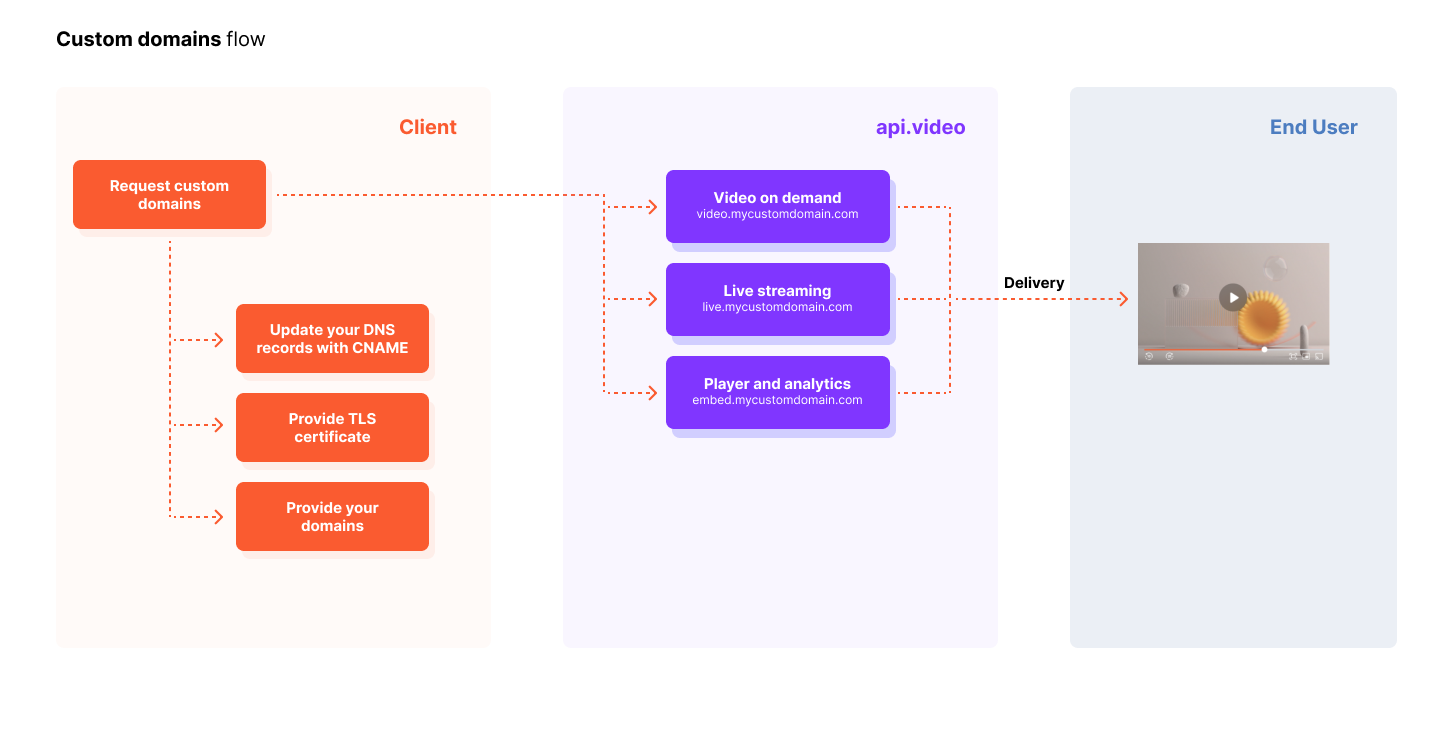 Custom domains flow
Client
Request custom
domains
Update your DNS
records with CNAME
Provide TLS
certificate
Provide your
domains
api.video
Video on demand
video.mycustomdomain.com
Live streaming
live.mycustomdomain.com
Player and analytics
embed.mycustomdomain.com
Delivery
End User